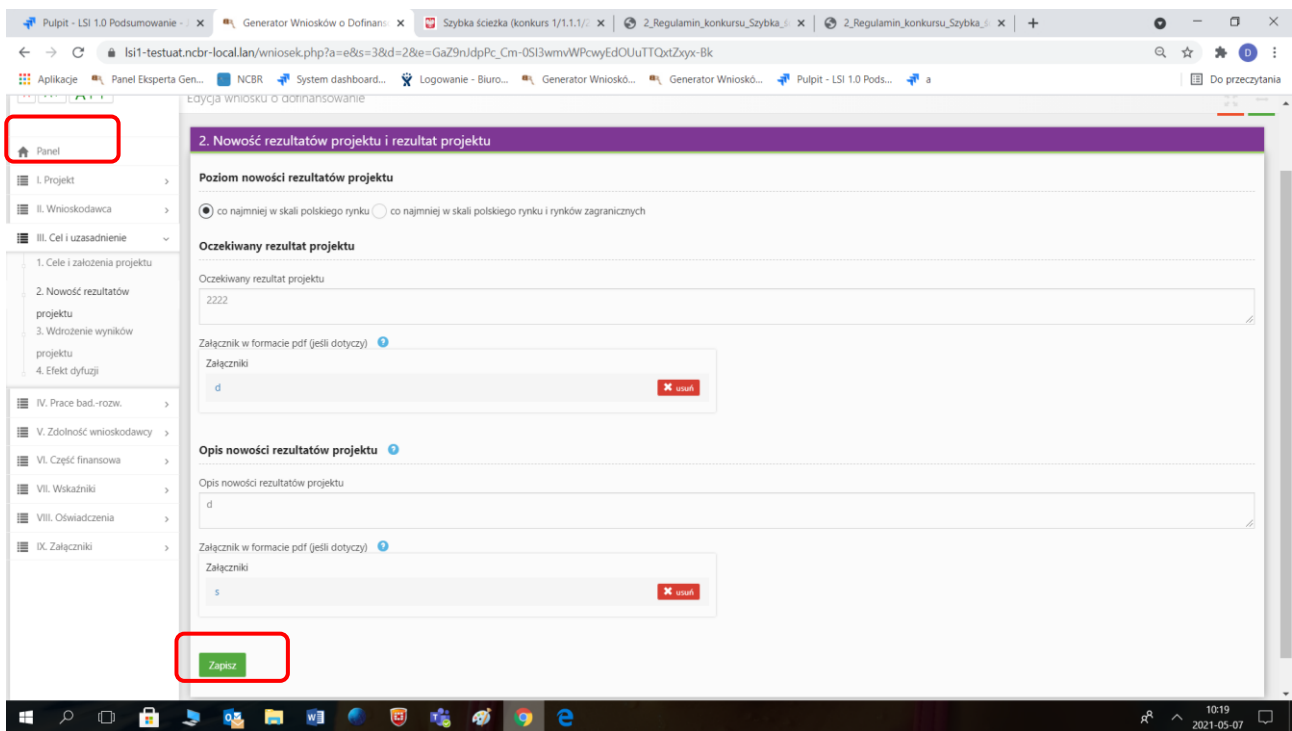 Pulpit - LSI 1.0 Podsumowanie - J
Generator Wniosków o Dofinans
Szybka ścieżka (konkurs 1/1.1.1/2
2_Regulamin_konkursu_Szybka_ś
2_Regulamin_konkursu_Szybka_ś
lsi1-testuat.ncbr-local.lan/wniosek.php?a=e&s=3&d=2&e=GaZ9nJdpPc_Cm-0SI3wmvWPcwyEdOUuTTQxtZxyx-Bk
D
Aplikacje
Panel Eksperta Gen...
NCBR
System dashboard...
Logowanie - Biuro...
Generator Wnioskó...
Generator Wnioskó...
Pulpit - LSI 1.0 Pods...
a
Do przeczytania
A++
Edycja wniosku o dofinansowanie
Panel
I. Projekt
II. Wnioskodawca
III. Cel i uzasadnienie
1. Cele i założenia projektu
2. Nowość rezultatów
projektu
3. Wdrożenie wyników
projektu
4. Efekt dyfuzji
IV. Prace bad.-rozw.
V. Zdolność wnioskodawcy
VI. Część finansowa
VII. Wskaźniki
VIII. Oświadczenia
IX. Załączniki
2. Nowość rezultatów projektu i rezultat projektu
Poziom nowości rezultatów projektu
co najmniej w skali polskiego rynku co najmniej w skali polskiego rynku i rynków zagranicznych
Oczekiwany rezultat projektu
Oczekiwany rezultat projektu
2222
Załącznik w formacie pdf (jeśli dotyczy)
Załączniki
d
usuń
Opis nowości rezultatów projektu
Opis nowości rezultatów projektu
d
Załącznik w formacie pdf (jeśli dotyczy)
Załączniki
s
usuń
Zapisz
10:19
2021-05-07